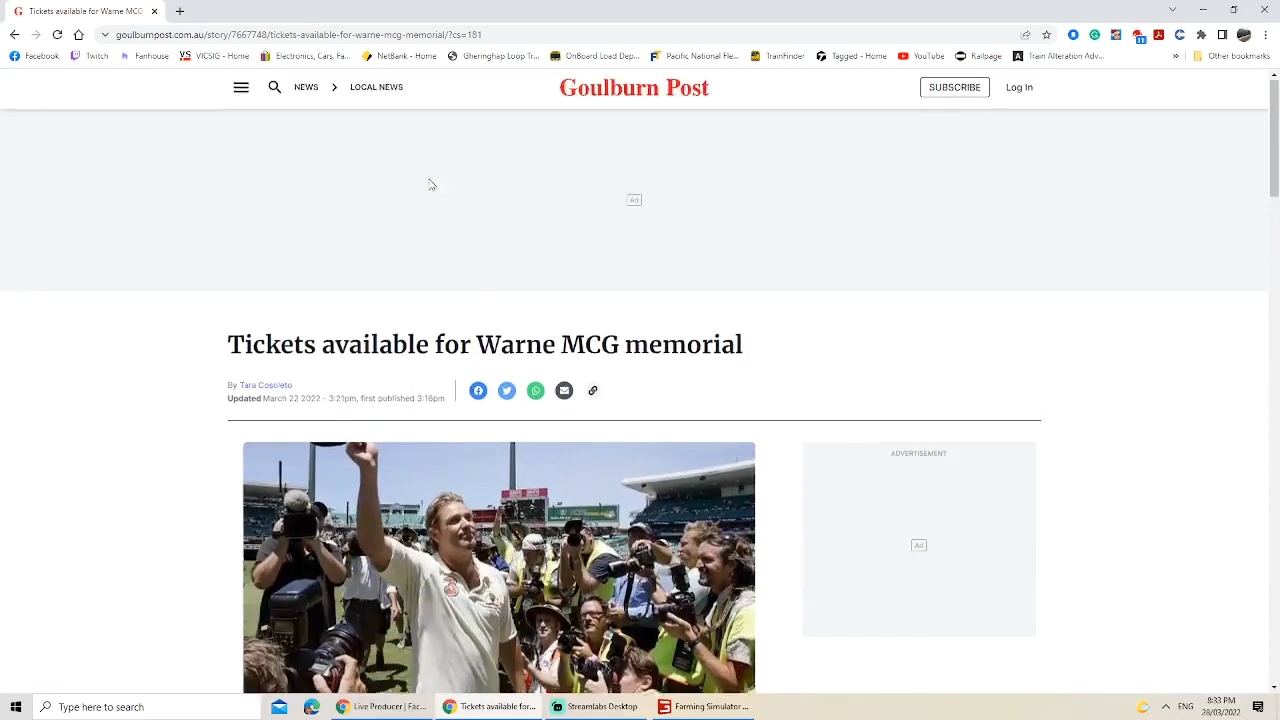 Tickets available for Warne MCG
goulburnpost.com.au/story/7667748/tickets-available-for-warne-mcg-memorial/?cs=181
Facebook Twitch Fanhouse VICSIG - Home Electronics, Cars, Fa... NetBank - Home Gheringhap Loop Tr... OnBoard Load Dep... Pacific National Fle... TrainFinder Tagged - Home YouTube Railpage Train Alteration Adv... » Other bookmarks
NEWS LOCAL NEWS Goulburn Post SUBSCRIBE Log In
Ad
Tickets available for Warne MCG memorial
By Tara Cosoleto
Updated March 22 2022 - 3:21pm, first published 3:16pm
ADVERTISEMENT
Ad
Type here to search Live Producer | Fac... Tickets available for... Streamlabs Desktop Farming Simulator ... ENG 8:33 PM
28/03/2022